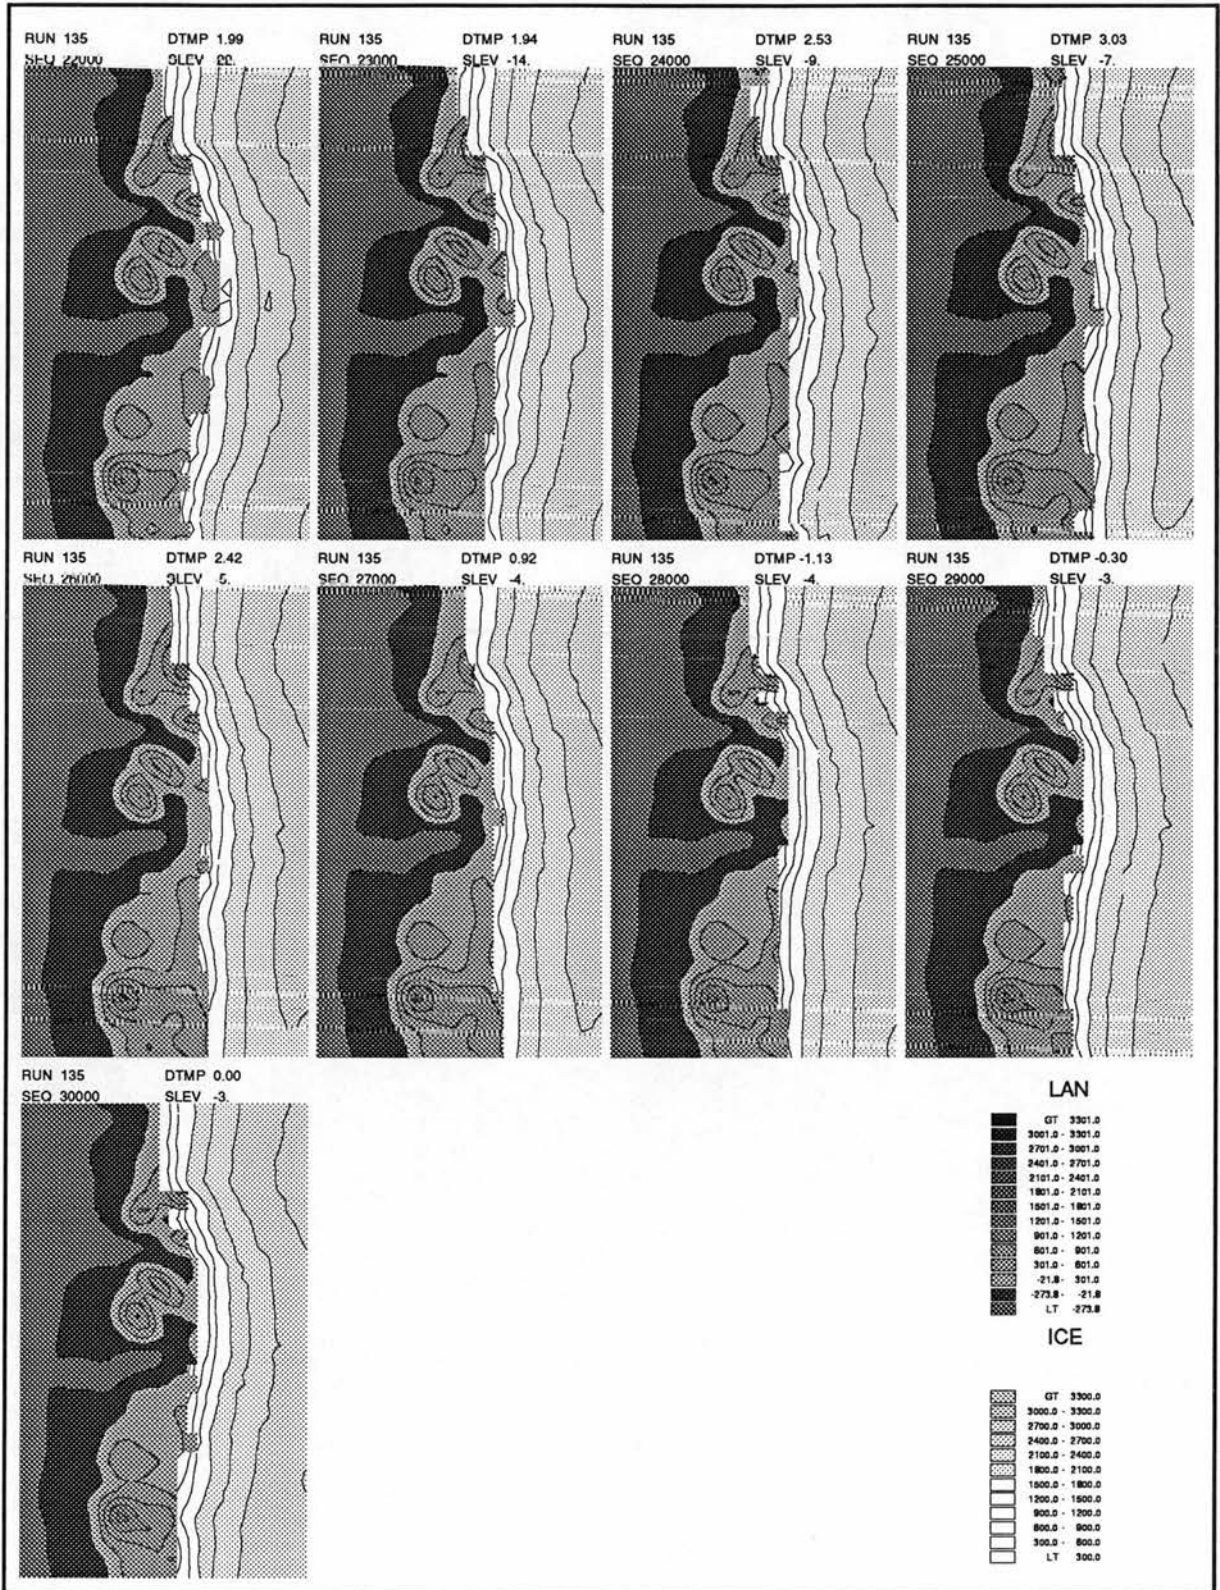 RUN 135 DTMP 1.99
SEQ 22000 SLEV 22.
RUN 135 DTMP 1.94
SEQ 23000 SLEV -14.
RUN 135 DTMP 2.53
SEQ 24000 SLEV -9.
RUN 135 DTMP 3.03
SEQ 25000 SLEV -7.
RUN 135 DTMP 2.42
SEQ 26000 SLEV -5.
RUN 135 DTMP 0.92
SEQ 27000 SLEV -4.
RUN 135 DTMP -1.13
SEQ 28000 SLEV -4.
RUN 135 DTMP -0.30
SEQ 29000 SLEV -3.
RUN 135 DTMP 0.00
SEQ 30000 SLEV -3.
LAN
GT 3301.0
3001.0 - 3301.0
2701.0 - 3001.0
2401.0 - 2701.0
2101.0 - 2401.0
1801.0 - 2101.0
1501.0 - 1801.0
1201.0 - 1501.0
901.0 - 1201.0
601.0 - 901.0
301.0 - 601.0
-21.8 - 301.0
-273.8 - -21.8
LT -273.8
ICE
GT 3300.0
3000.0 - 3300.0
2700.0 - 3000.0
2400.0 - 2700.0
2100.0 - 2400.0
1800.0 - 2100.0
1500.0 - 1800.0
1200.0 - 1500.0
900.0 - 1200.0
600.0 - 900.0
300.0 - 600.0
LT 300.0